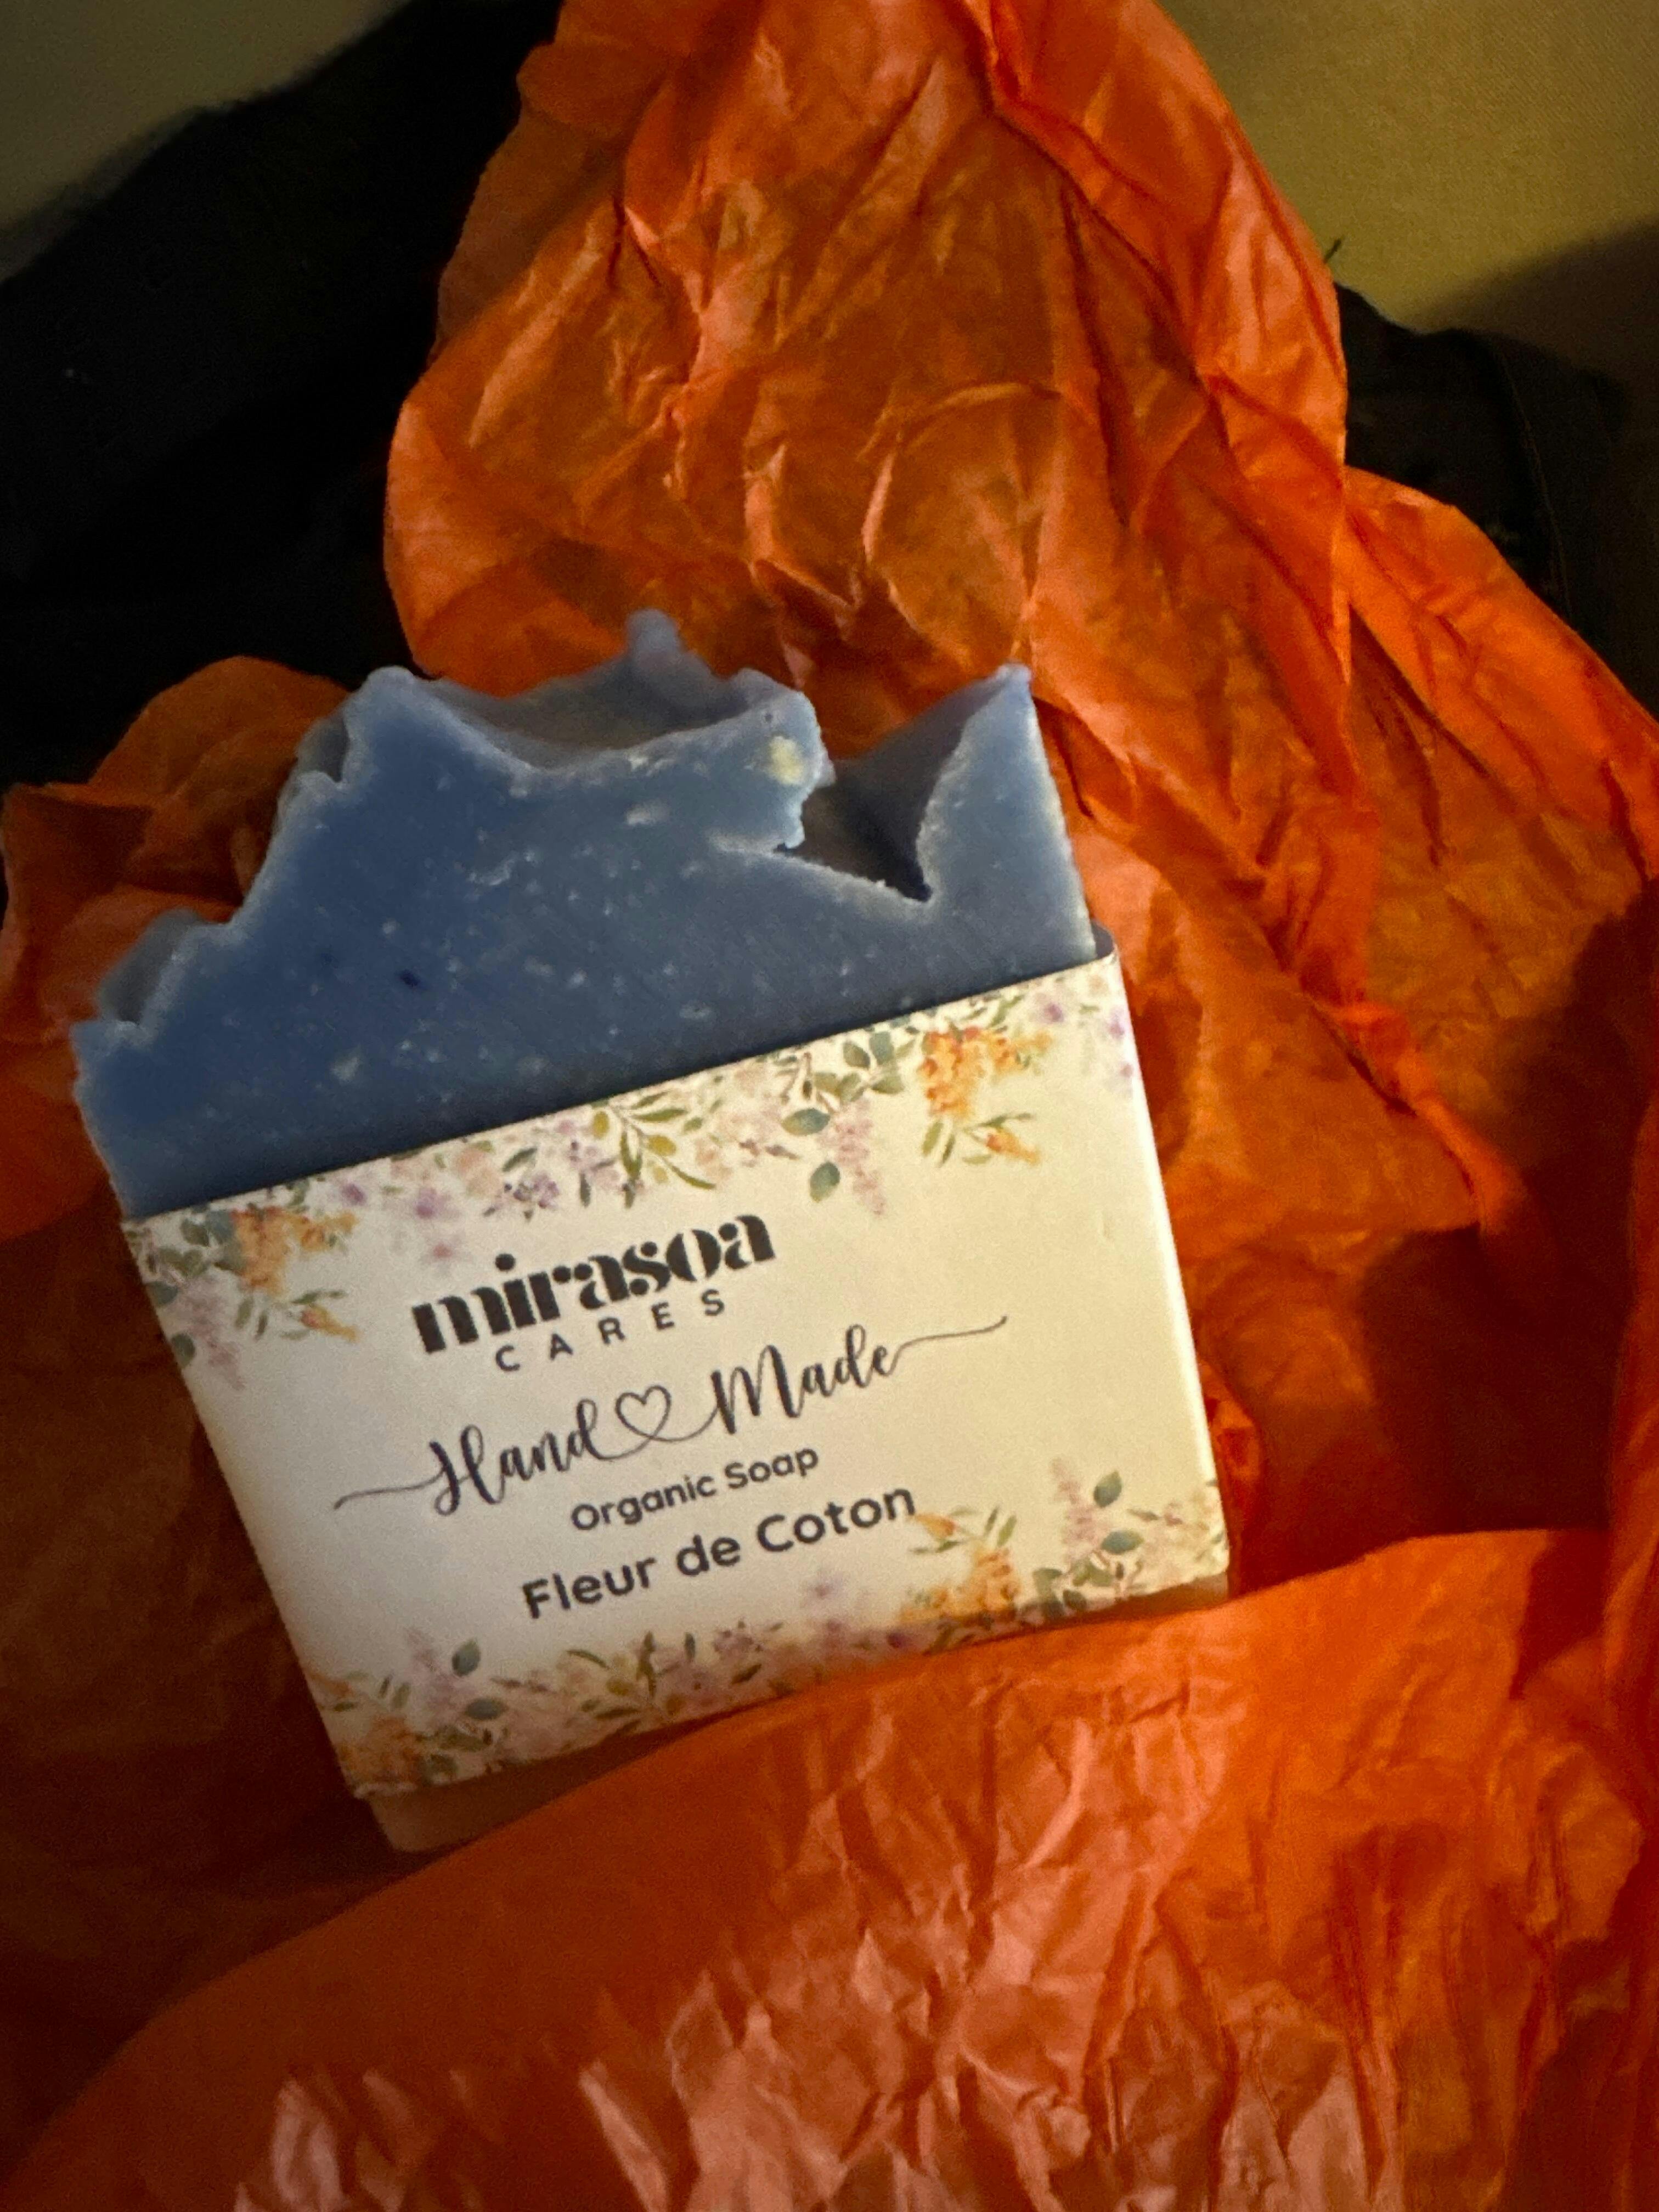 mirasoa
CARES
Hand Made
Organic Soap
Fleur de Coton